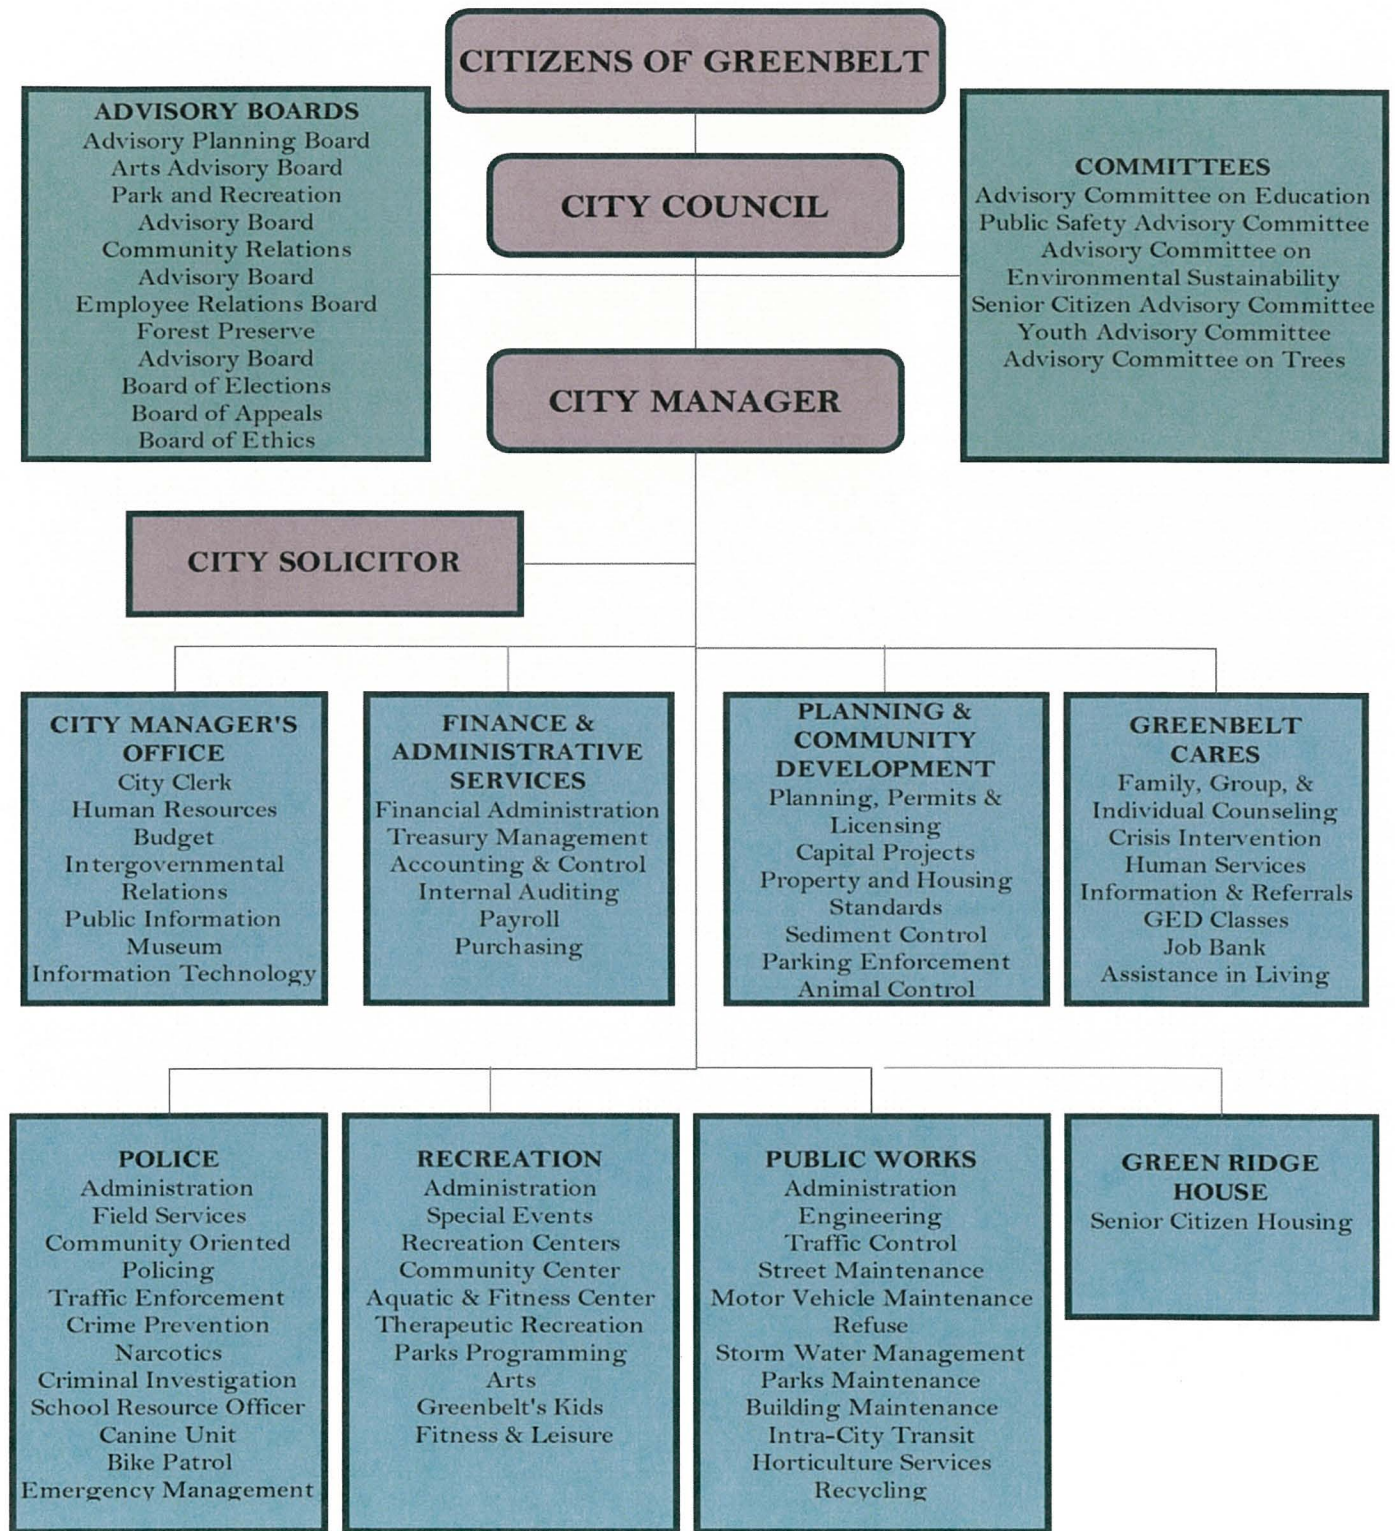 CITIZENS OF GREENBELT
ADVISORY BOARDS
Advisory Planning Board
Arts Advisory Board
Park and Recreation
Advisory Board
Community Relations
Advisory Board
Employee Relations Board
Forest Preserve
Advisory Board
Board of Elections
Board of Appeals
Board of Ethics
CITY COUNCIL
COMMITTEES
Advisory Committee on Education
Public Safety Advisory Committee
Advisory Committee on
Environmental Sustainability
Senior Citizen Advisory Committee
Youth Advisory Committee
Advisory Committee on Trees
CITY MANAGER
CITY SOLICITOR
CITY MANAGER'S
OFFICE
City Clerk
Human Resources
Budget
Intergovernmental
Relations
Public Information
Museum
Information Technology
FINANCE &
ADMINISTRATIVE
SERVICES
Financial Administration
Treasury Management
Accounting & Control
Internal Auditing
Payroll
Purchasing
PLANNING &
COMMUNITY
DEVELOPMENT
Planning, Permits &
Licensing
Capital Projects
Property and Housing
Standards
Sediment Control
Parking Enforcement
Animal Control
GREENBELT
CARES
Family, Group, &
Individual Counseling
Crisis Intervention
Human Services
Information & Referrals
GED Classes
Job Bank
Assistance in Living
POLICE
Administration
Field Services
Community Oriented
Policing
Traffic Enforcement
Crime Prevention
Narcotics
Criminal Investigation
School Resource Officer
Canine Unit
Bike Patrol
Emergency Management
RECREATION
Administration
Special Events
Recreation Centers
Community Center
Aquatic & Fitness Center
Therapeutic Recreation
Parks Programming
Arts
Greenbelt's Kids
Fitness & Leisure
PUBLIC WORKS
Administration
Engineering
Traffic Control
Street Maintenance
Motor Vehicle Maintenance
Refuse
Storm Water Management
Parks Maintenance
Building Maintenance
Intra-City Transit
Horticulture Services
Recycling
GREEN RIDGE
HOUSE
Senior Citizen Housing